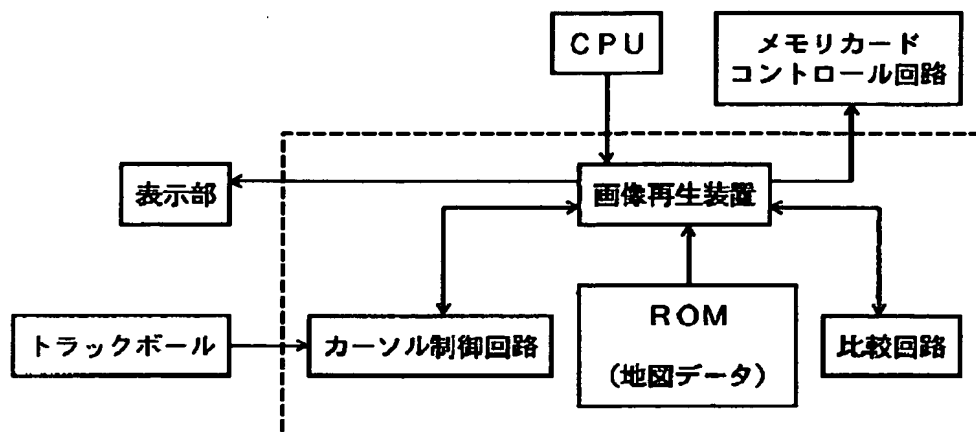 CPU
メモリカード
コントロール回路
表示部
画像再生装置
トラックボール
カーソル制御回路
ROM
(地図データ)
比較回路